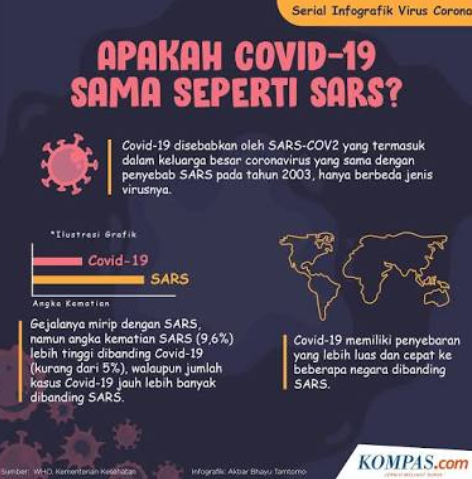 Serial Infografik Virus Corona
APAKAH COVID-19
SAMA SEPERTI SARS?
Covid-19 disebabkan oleh SARS-COV2 yang termasuk
dalam keluarga besar coronavirus yang sama dengan
penyebab SARS pada tahun 2003, hanya berbeda jenis
virusnya.
*Ilustrasi Grafik
Covid-19
SARS
Angka Kematian
Gejalanya mirip dengan SARS,
namun angka kematian SARS (9,6%)
lebih tinggi dibanding Covid-19
(kurang dari 5%), walaupun jumlah
kasus Covid-19 jauh lebih banyak
dibanding SARS.
Covid-19 memiliki penyebaran
yang lebih luas dan cepat ke
beberapa negara dibanding
SARS.
Sumber: WHO, Kementerian Kesehatan
Infografik: Akbar Bhayu Tamtomo
KOMPAS.com
JERNIH MELIHAT DUNIA